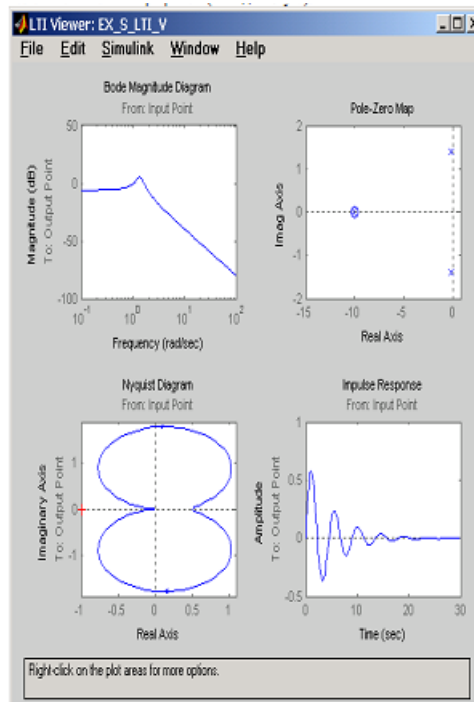 LTI Viewer: EX_S_LTI_V
File Edit Simulink Window Help
Bode Magnitude Diagram
From: Input Point
Magnitude (dB)
To: Output Point
50
0
-50
-100
10^-1 10^0 10^1 10^2
Frequency (rad/sec)
Pole-Zero Map
Imag Axis
2
1
0
-1
-2
-15 -10 -5 0
Real Axis
Nyquist Diagram
From: Input Point
Imaginary Axis
To: Output Point
1
0
-1
-1 -0.5 0 0.5 1
Real Axis
Impulse Response
From: Input Point
Amplitude
To: Output Point
1
0.5
0
-0.5
0 10 20 30
Time (sec)
Right-click on the plot areas for more options.